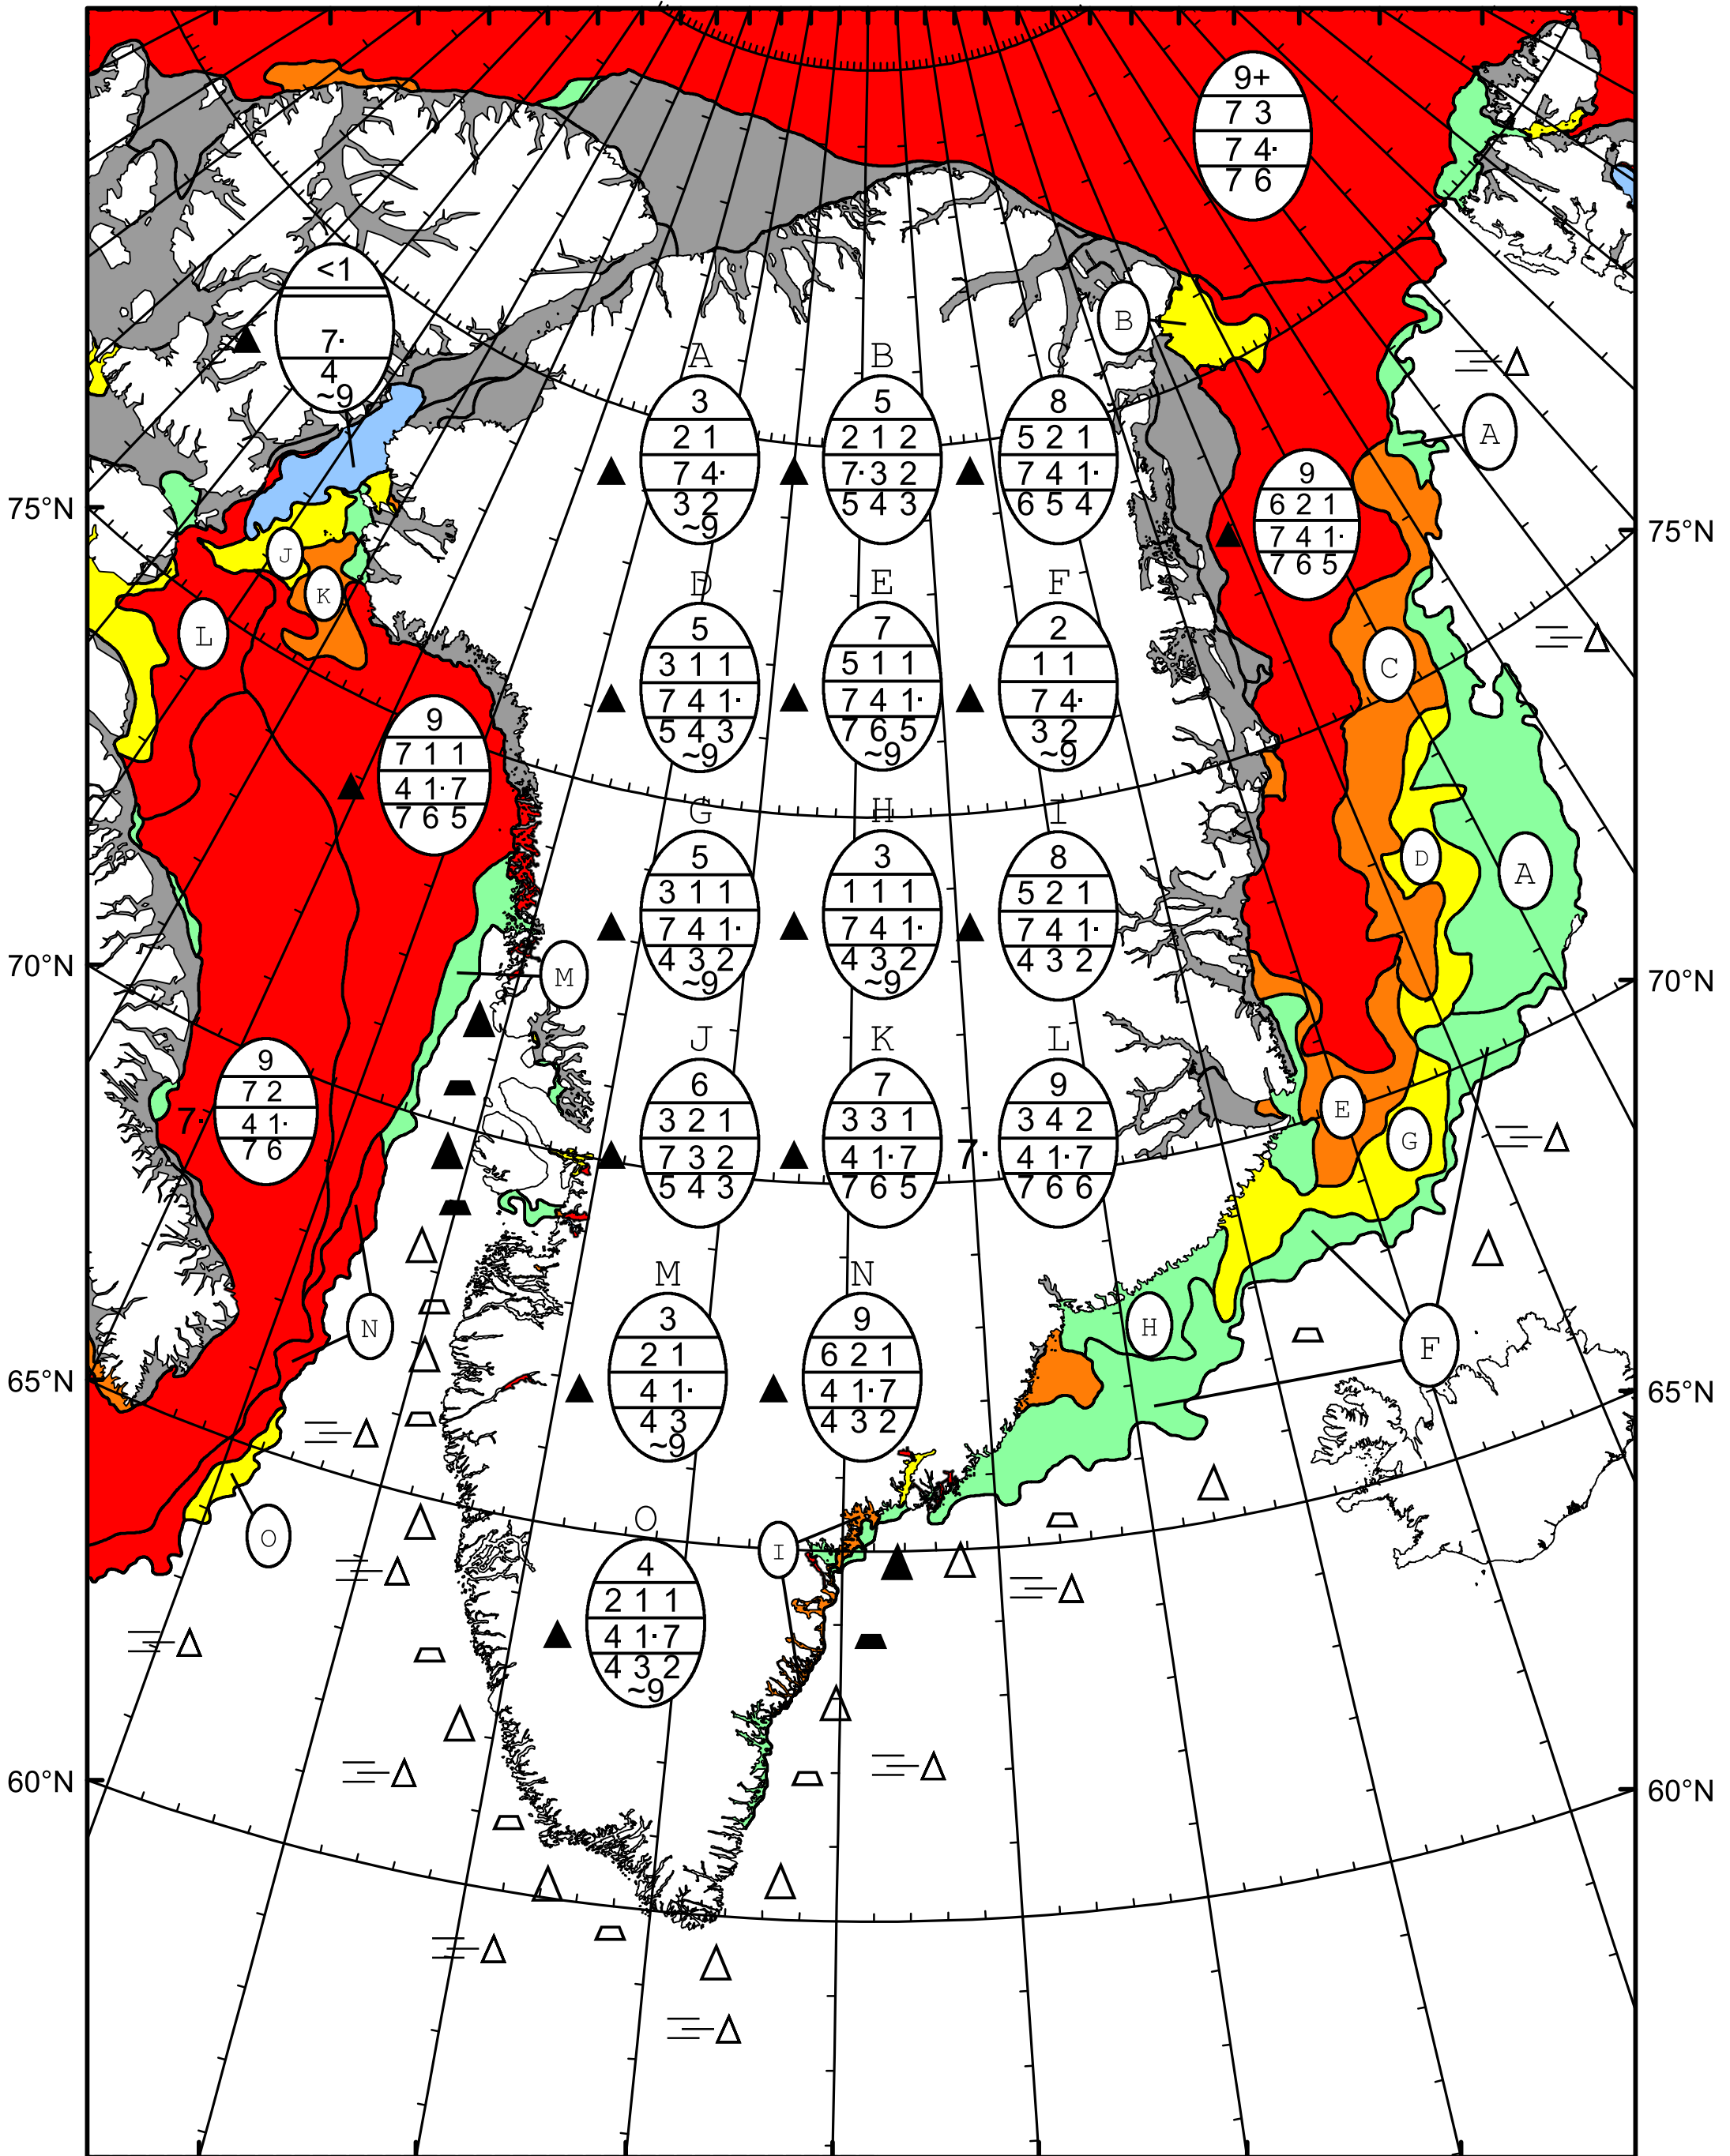 9+
7 3
7 4·
7 6
<1
7·
4
~9
B
A
A B C
3
2 1
7 4·
3 2
~9
5
2 1 2
7·3 2
5 4 3
8
5 2 1
7 4 1·
6 5 4
9
6 2 1
7 4 1·
7 6 5
75°N
75°N
J
K
L
D E F
5
3 1 1
7 4 1·
5 4 3
~9
7
5 1 1
7 4 1·
7 6 5
~9
2
1 1
7 4·
3 2
~9
C
9
7 1 1
4 1·7
7 6 5
G H I
5
3 1 1
7 4 1·
4 3 2
~9
3
1 1 1
7 4 1·
4 3 2
~9
8
5 2 1
7 4 1·
4 3 2
D
A
70°N
M
70°N
J K L
9
7 2
7· 4 1·
7 6
6
3 2 1
7 3 2
5 4 3
7
3 3 1
4 1·7
7 6 5
9
3 4 2
7· 4 1·7
7 6 6
E
G
M N
N
3
2 1
4 1·
4 3
~9
9
6 2 1
4 1·7
4 3 2
H
F
65°N
65°N
O
O
I
4
2 1 1
4 1·7
4 3 2
~9
60°N
60°N